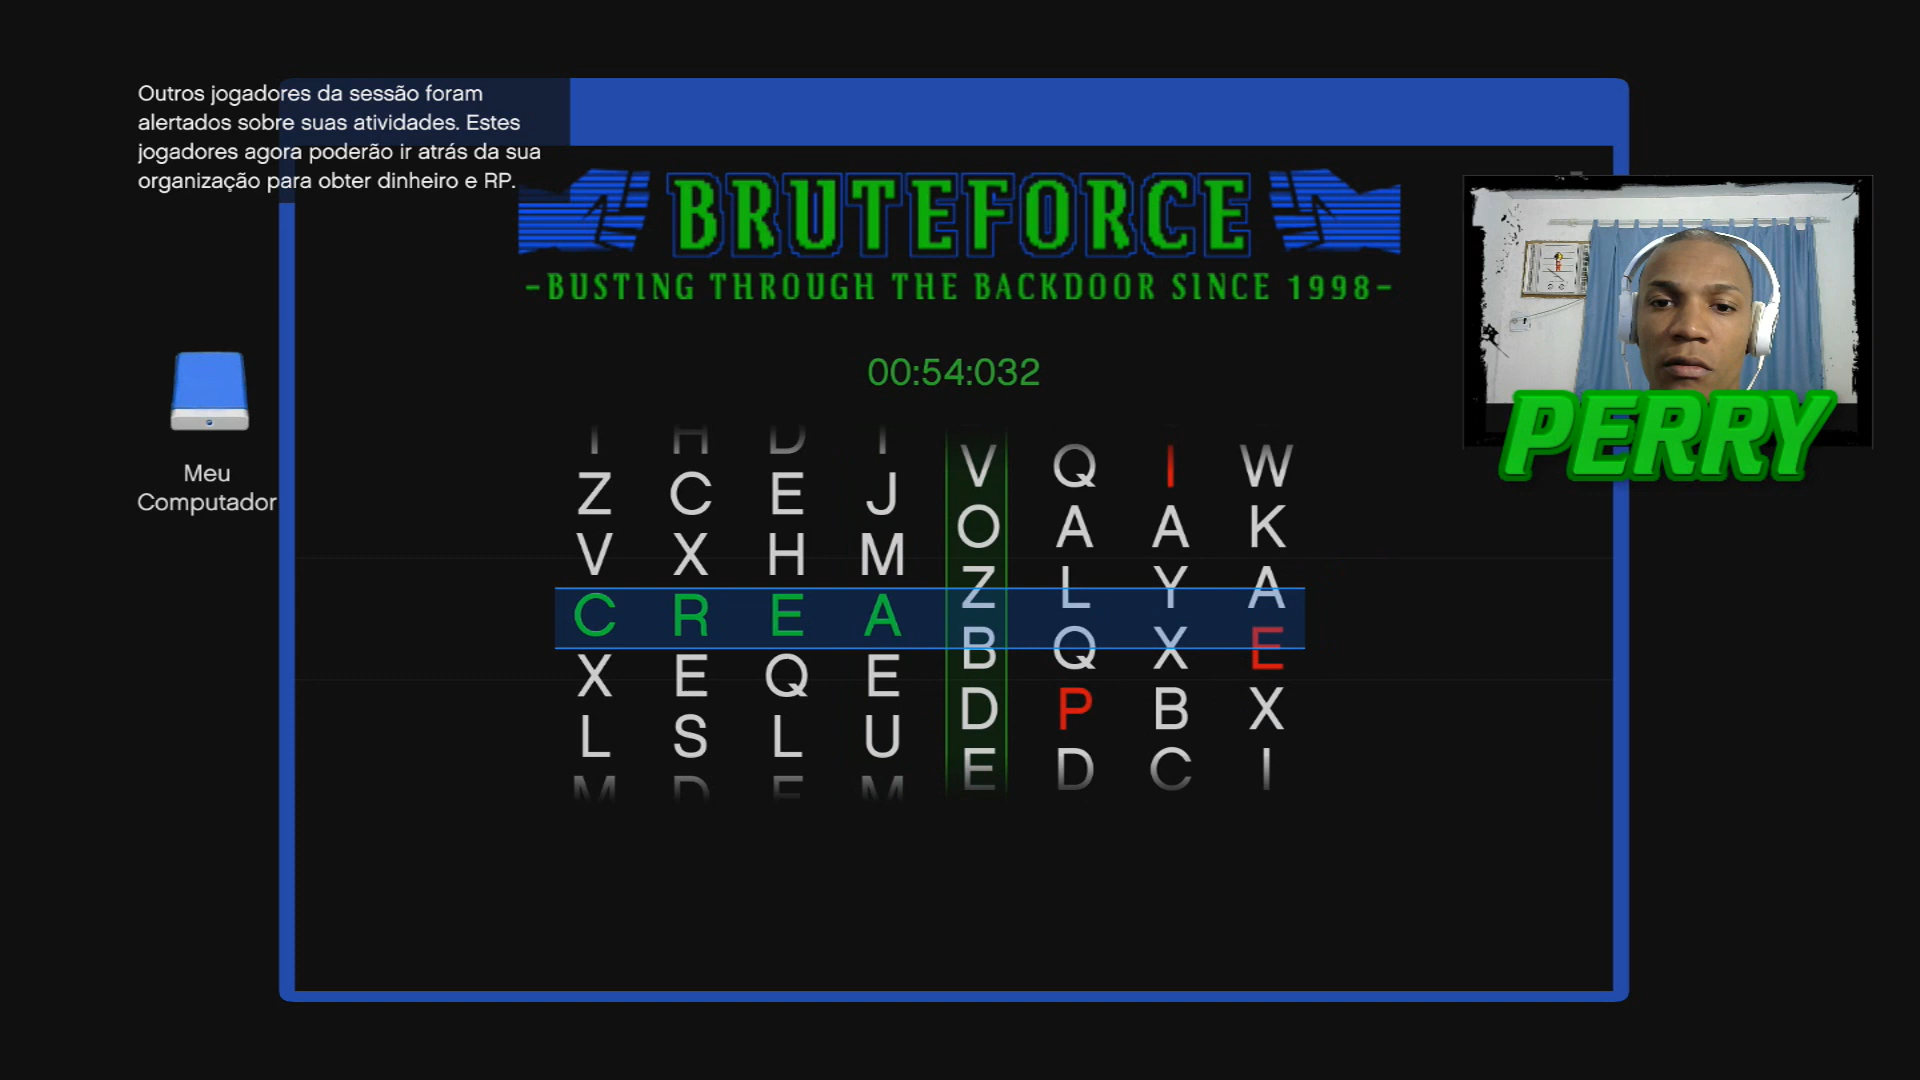 Outros jogadores da sessão foram
alertados sobre suas atividades. Estes
jogadores agora poderão ir atrás da sua
organização para obter dinheiro e RP.
BRUTEFORCE
-BUSTING THROUGH THE BACKDOOR SINCE 1998-
PERRY
Meu
Computador
00:54:032
V Q I W
Z C E J
O A A K
V X H M
Z L Y A
C R E A
B Q X E
X E Q E
D P B X
L S L U
E D C I